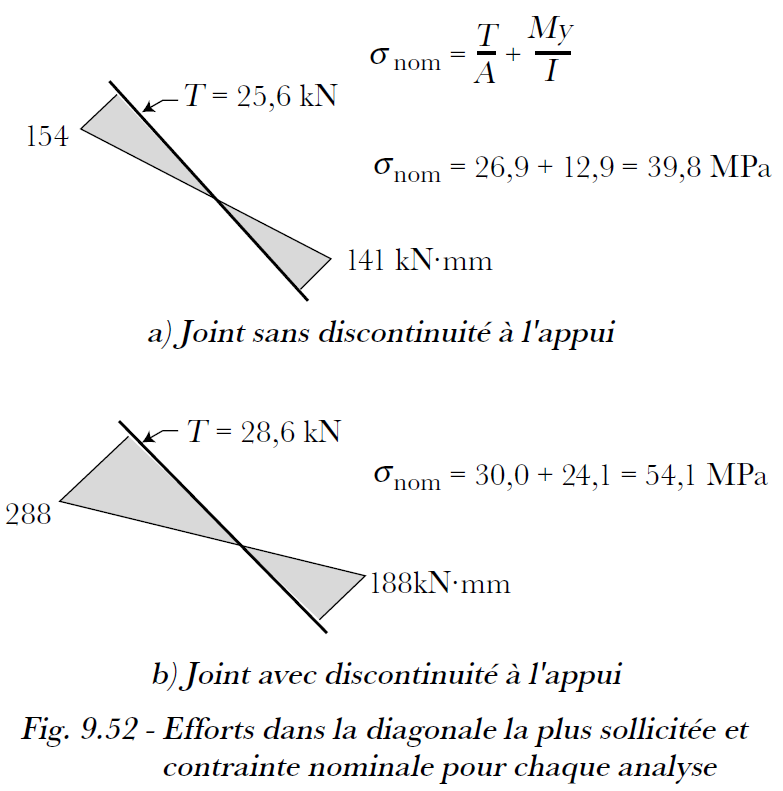 σ nom = T/A + My/I
T = 25,6 kN
154
σ nom = 26,9 + 12,9 = 39,8 MPa
141 kN·mm
a) Joint sans discontinuité à l'appui
T = 28,6 kN
σ nom = 30,0 + 24,1 = 54,1 MPa
288
188kN·mm
b) Joint avec discontinuité à l'appui
Fig. 9.52 - Efforts dans la diagonale la plus sollicitée et
contrainte nominale pour chaque analyse